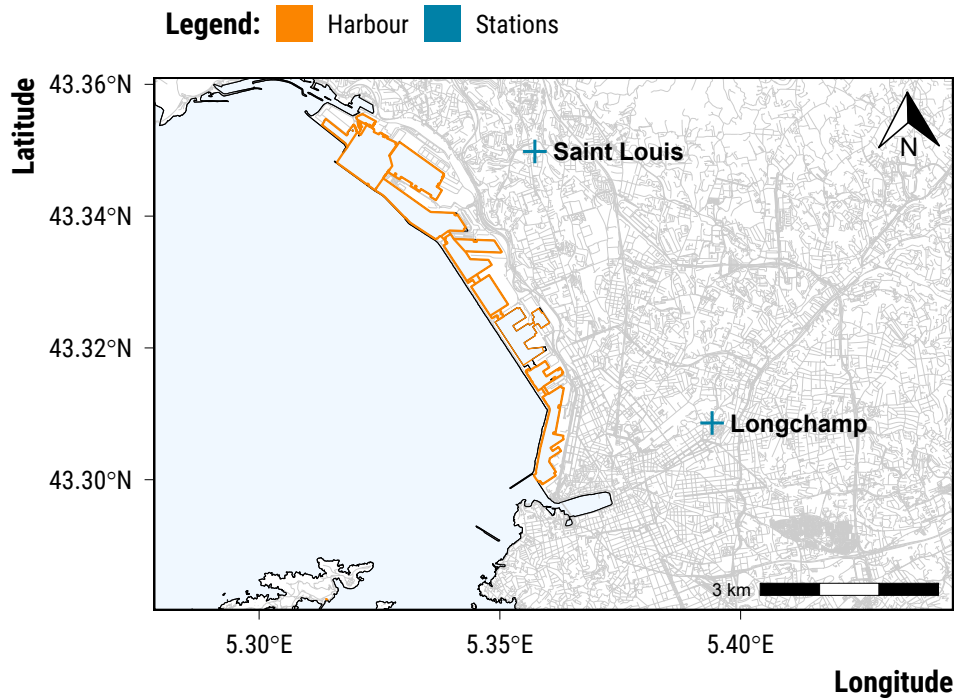 Legend: Harbour Stations
Latitude
43.36°N
43.34°N
43.32°N
43.30°N
N
Saint Louis
Longchamp
3 km
5.30°E 5.35°E 5.40°E
Longitude